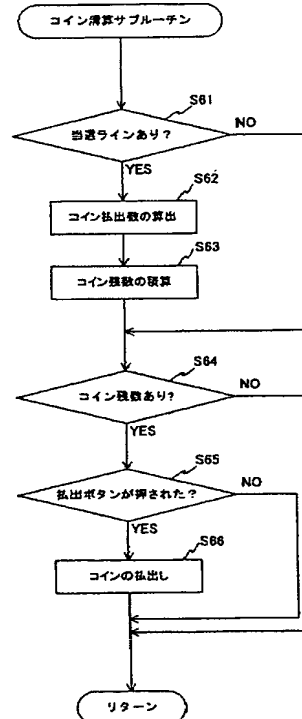 コイン清算サブルーチン
S61
当選ラインあり?
NO
YES
S62
コイン払出数の算出
S63
コイン残数の積算
S64
コイン残数あり?
NO
YES
S65
払出ボタンが押された?
NO
YES
S66
コインの払出し
リターン